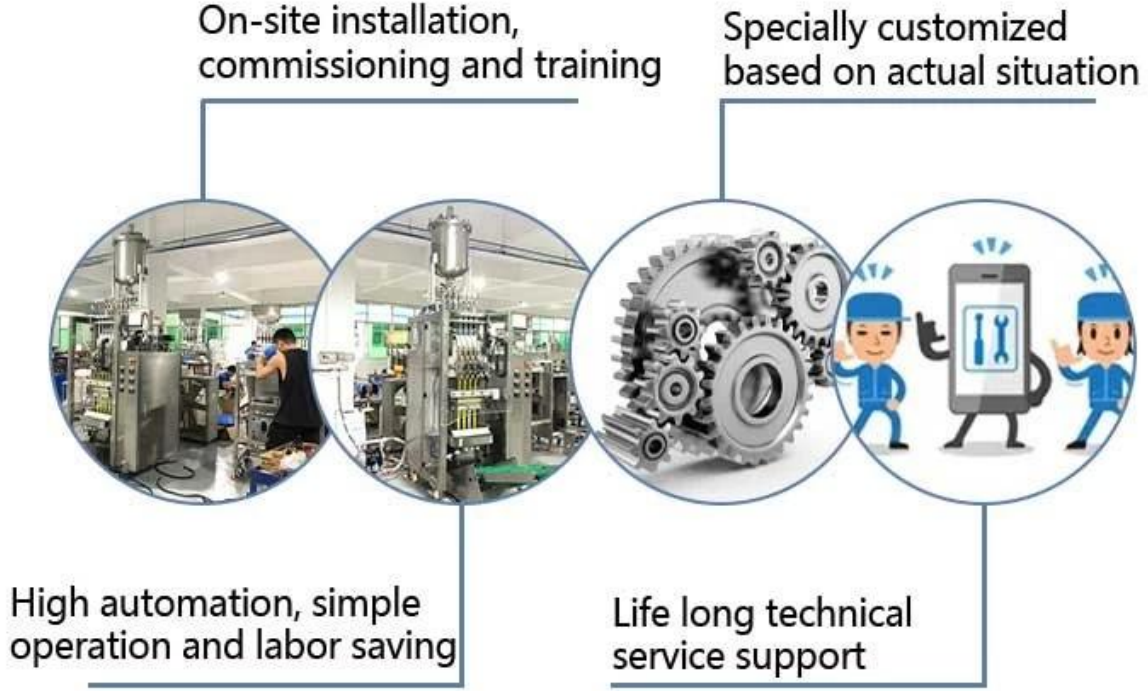 On-site installation,
commissioning and training
Specially customized
based on actual situation
High automation, simple
operation and labor saving
Life long technical
service support